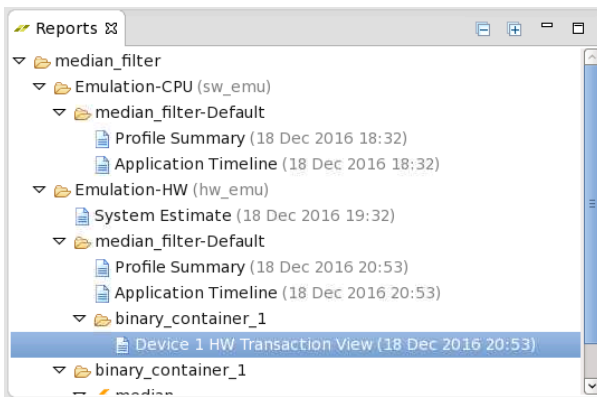 Reports
median_filter
Emulation-CPU (sw_emu)
median_filter-Default
Profile Summary (18 Dec 2016 18:32)
Application Timeline (18 Dec 2016 18:32)
Emulation-HW (hw_emu)
System Estimate (18 Dec 2016 19:32)
median_filter-Default
Profile Summary (18 Dec 2016 20:53)
Application Timeline (18 Dec 2016 20:53)
binary_container_1
Device 1 HW Transaction View (18 Dec 2016 20:53)
binary_container_1
median